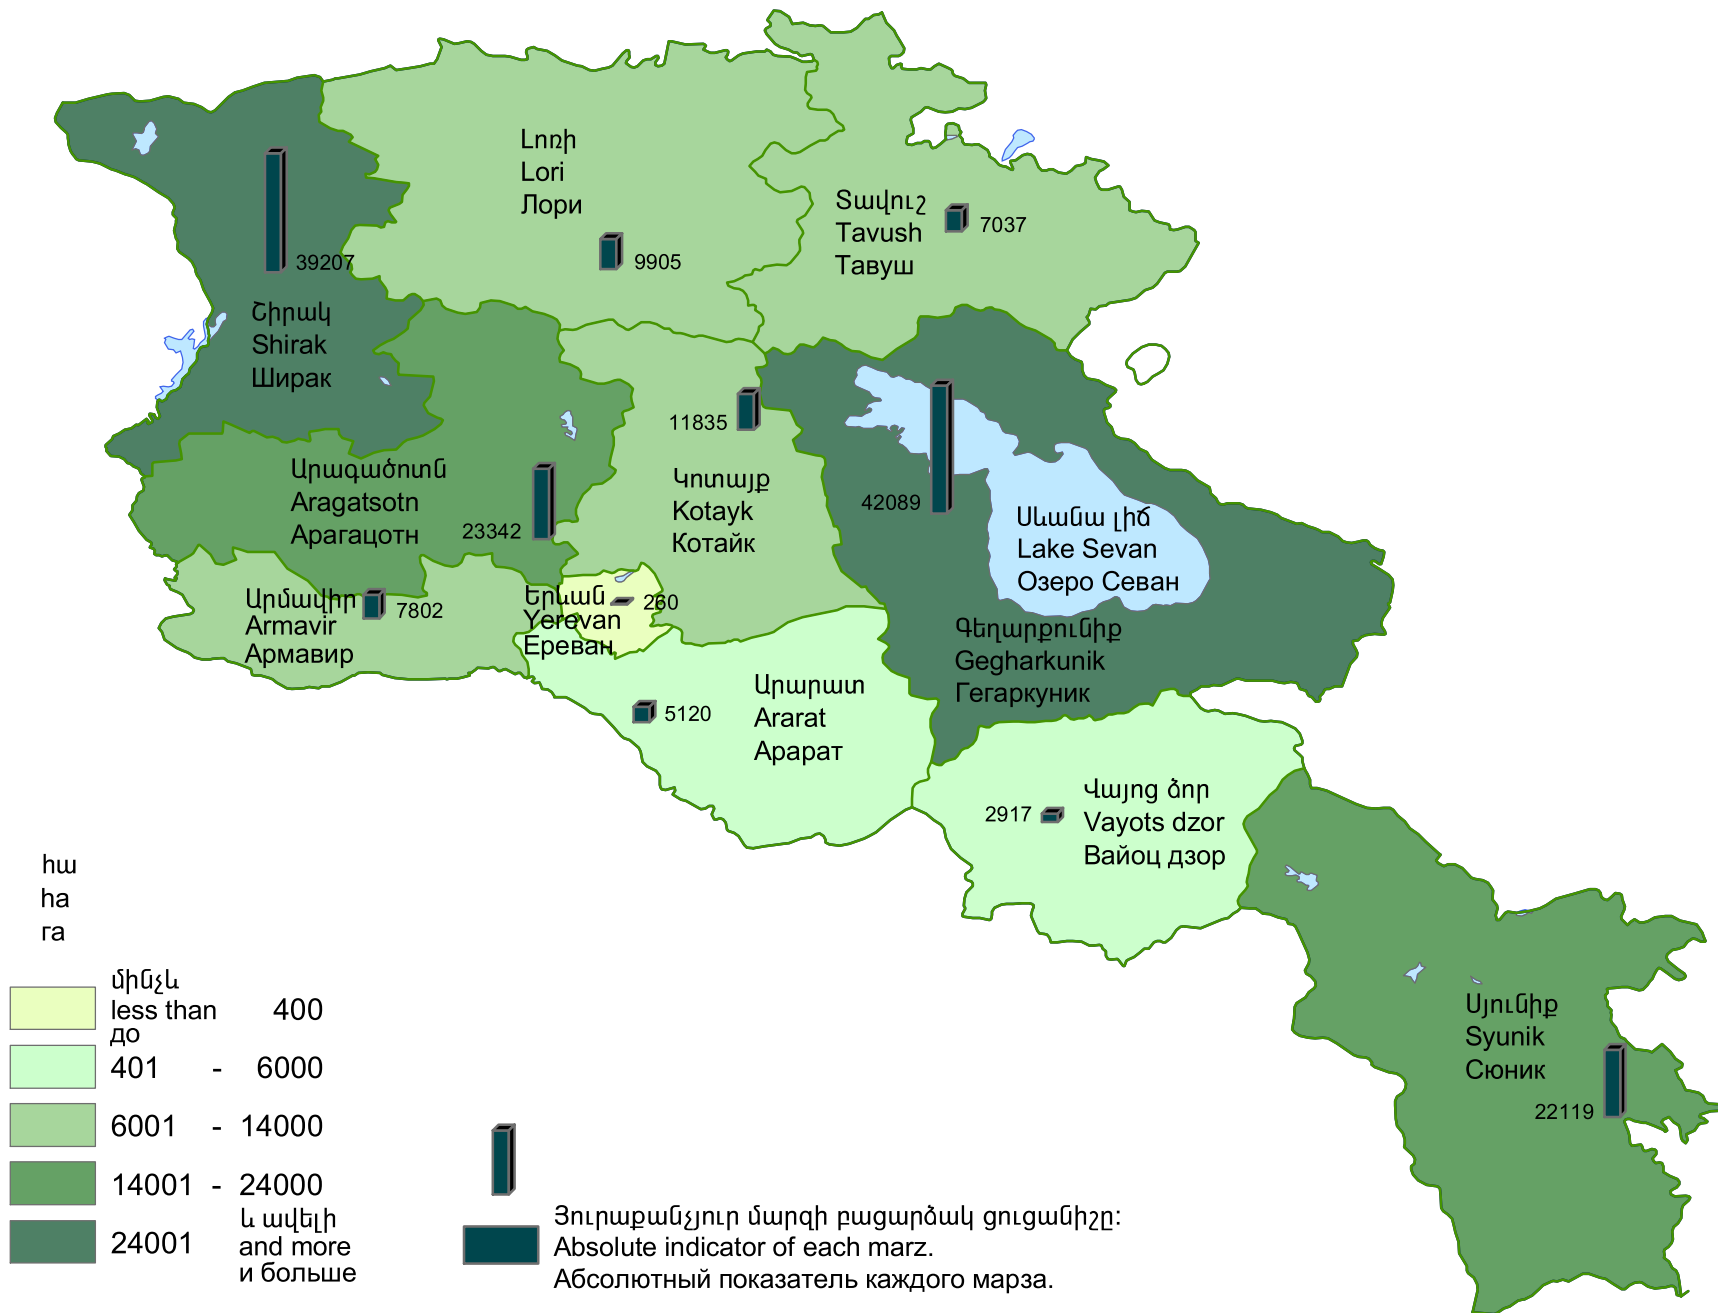 Լոռի
Lori
Лори
9905
Տավուշ
Tavush
Тавуш
7037
39207
Շիրակ
Shirak
Ширак
11835
Կոտայք
Kotayk
Котайк
Արագածոտն
Aragatsotn
Арагацотн
23342
42089
Սևանա լիճ
Lake Sevan
Озеро Севан
Գեղարքունիք
Gegharkunik
Гегаркуник
Արմավիր
Armavir
Армавир
7802
Երևան
Yerevan
Ереван
260
5120
Արարատ
Ararat
Арарат
2917
Վայոց ձոր
Vayots dzor
Вайоц дзор
Սյունիք
Syunik
Сюник
22119
հա
ha
га
մինչև
less than 400
до
401 - 6000
6001 - 14000
14001 - 24000
և ավելի
24001 and more
и больше
Յուրաքանչյուր մարզի բացարձակ ցուցանիշը:
Absolute indicator of each marz.
Абсолютный показатель каждого марза.